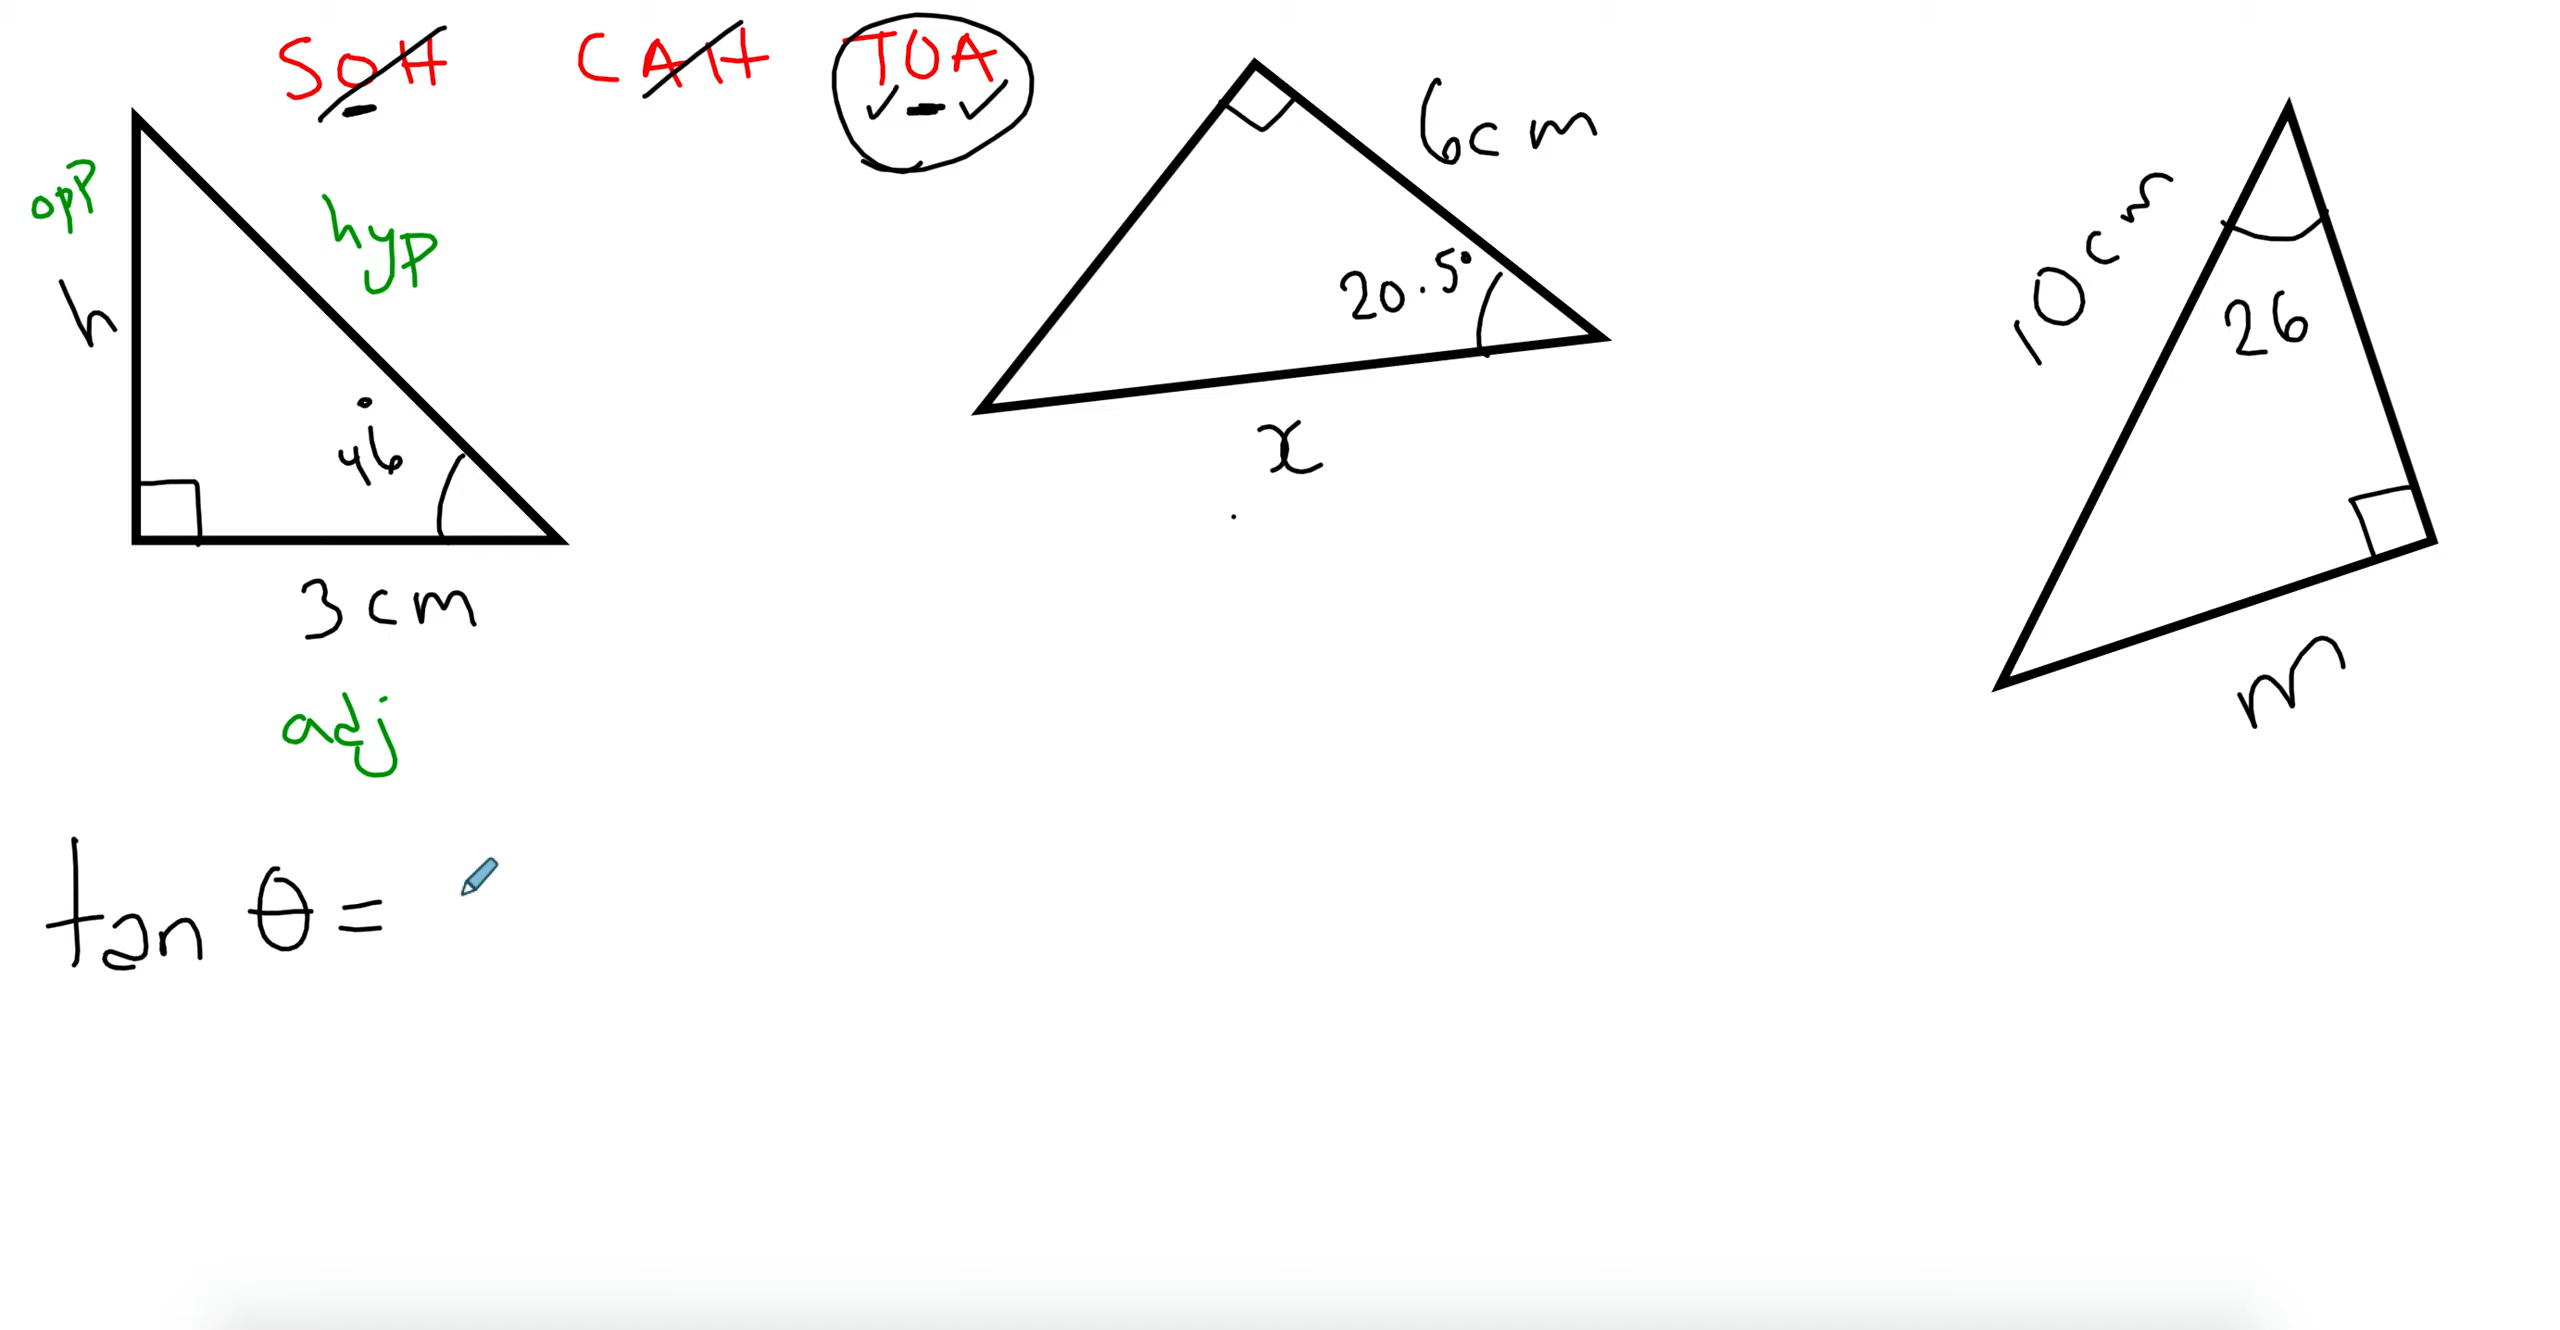 SOH CAH TOA
opp
hyp
h
46°
3cm
adj
tan θ =
6cm
20.5°
x
10cm
26
m